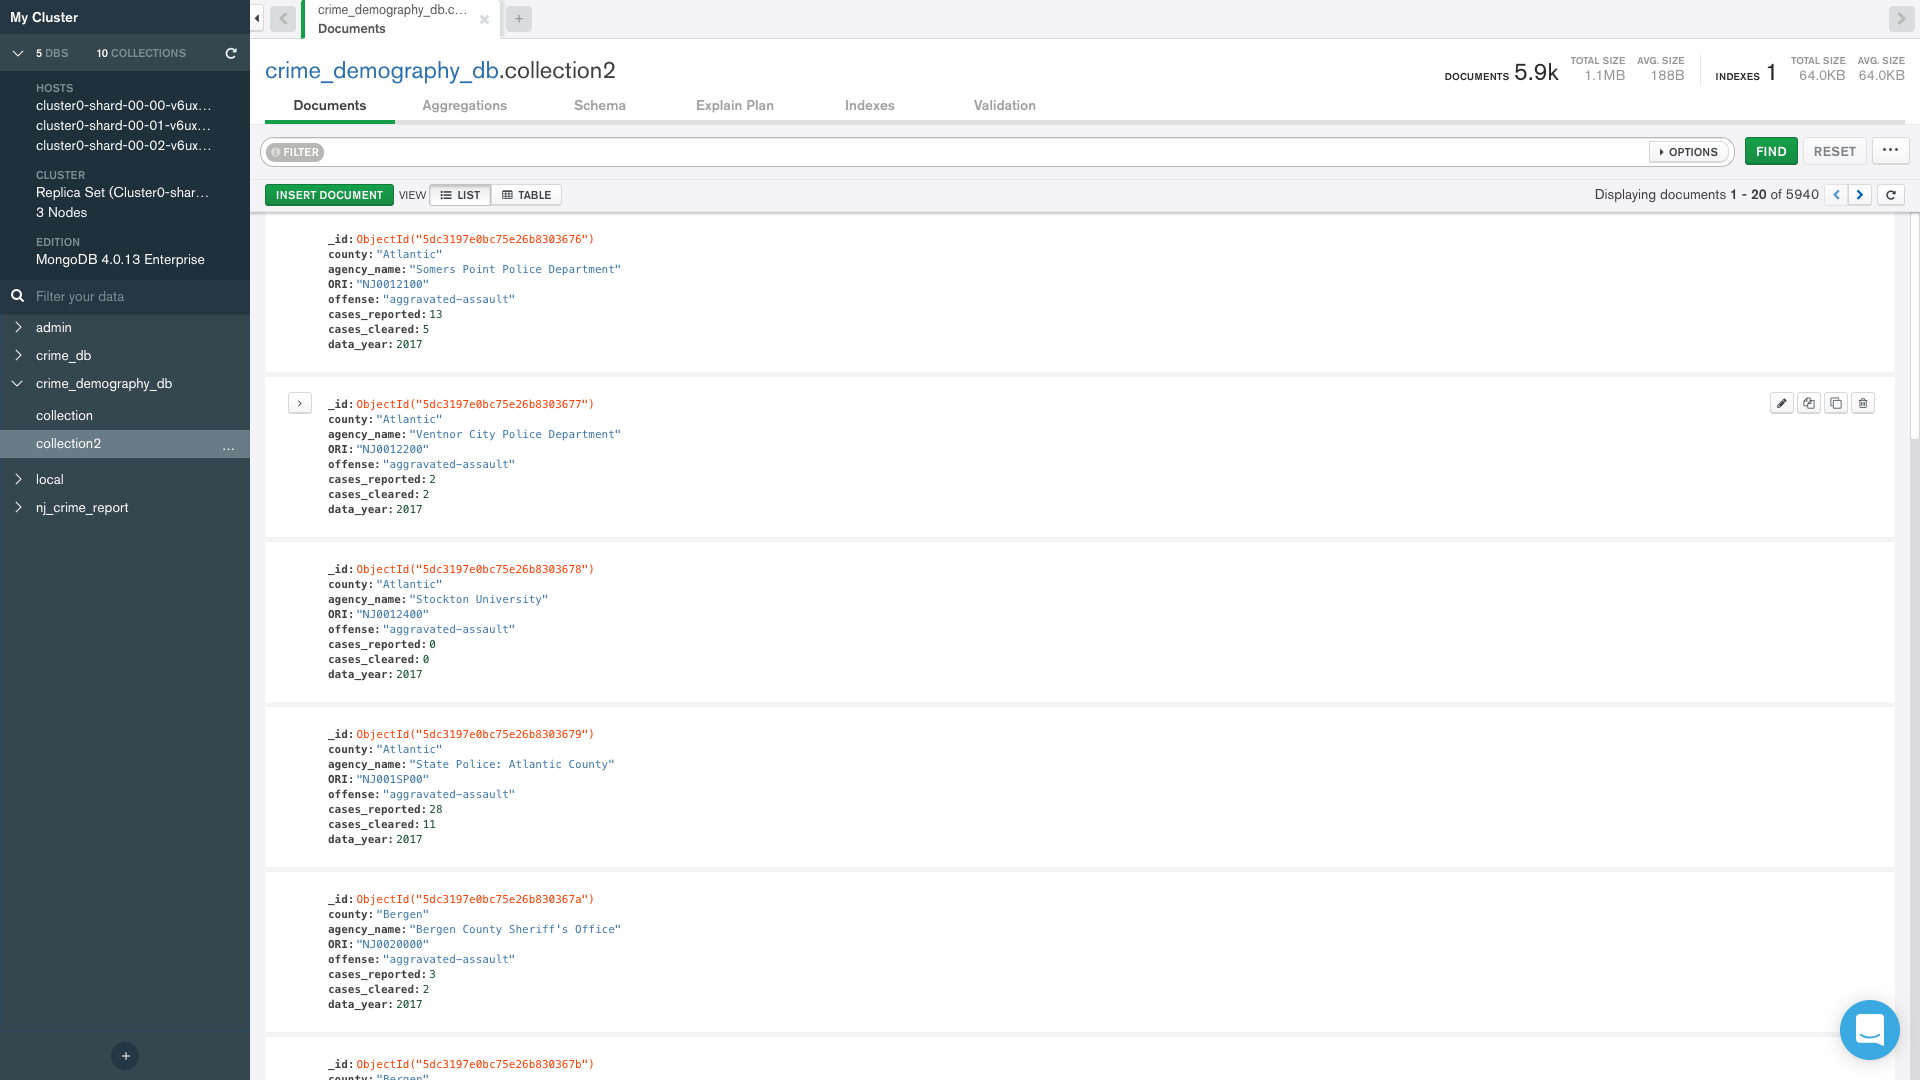 My Cluster
5 DBS 10 COLLECTIONS
HOSTS
cluster0-shard-00-00-v6ux...
cluster0-shard-00-01-v6ux...
cluster0-shard-00-02-v6ux...
CLUSTER
Replica Set (Cluster0-shar...
3 Nodes
EDITION
MongoDB 4.0.13 Enterprise
Filter your data
admin
crime_db
crime_demography_db
collection
collection2 ...
local
nj_crime_report
crime_demography_db.c...
Documents
crime_demography_db.collection2
DOCUMENTS 5.9k TOTAL SIZE 1.1MB AVG. SIZE 188B INDEXES 1 TOTAL SIZE 64.0KB AVG. SIZE 64.0KB
Documents Aggregations Schema Explain Plan Indexes Validation
FILTER OPTIONS FIND RESET ...
INSERT DOCUMENT VIEW LIST TABLE Displaying documents 1 - 20 of 5940
_id: ObjectId("5dc3197e0bc75e26b8303676")
county: "Atlantic"
agency_name: "Somers Point Police Department"
ORI: "NJ0012100"
offense: "aggravated-assault"
cases_reported: 13
cases_cleared: 5
data_year: 2017
_id: ObjectId("5dc3197e0bc75e26b8303677")
county: "Atlantic"
agency_name: "Ventnor City Police Department"
ORI: "NJ0012200"
offense: "aggravated-assault"
cases_reported: 2
cases_cleared: 2
data_year: 2017
_id: ObjectId("5dc3197e0bc75e26b8303678")
county: "Atlantic"
agency_name: "Stockton University"
ORI: "NJ0012400"
offense: "aggravated-assault"
cases_reported: 0
cases_cleared: 0
data_year: 2017
_id: ObjectId("5dc3197e0bc75e26b8303679")
county: "Atlantic"
agency_name: "State Police: Atlantic County"
ORI: "NJ001SP00"
offense: "aggravated-assault"
cases_reported: 28
cases_cleared: 11
data_year: 2017
_id: ObjectId("5dc3197e0bc75e26b830367a")
county: "Bergen"
agency_name: "Bergen County Sheriff's Office"
ORI: "NJ0020000"
offense: "aggravated-assault"
cases_reported: 3
cases_cleared: 2
data_year: 2017
_id: ObjectId("5dc3197e0bc75e26b830367b")
county: "Bergen"